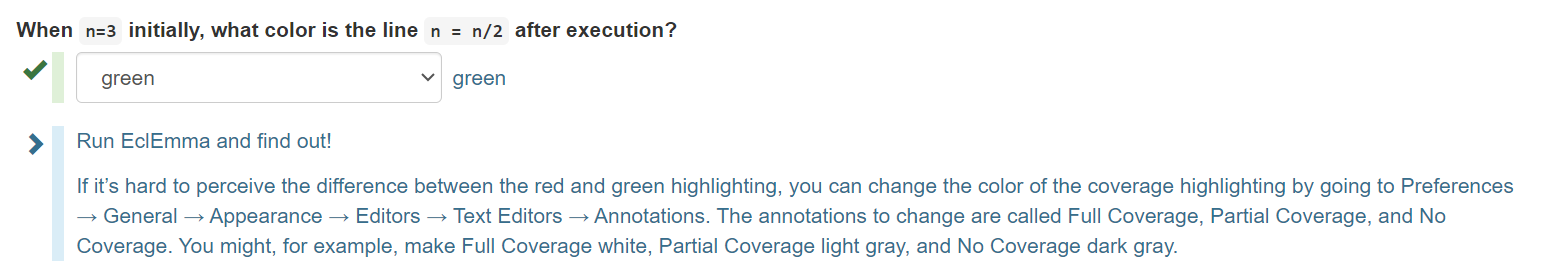 When n=3 initially, what color is the line n = n/2 after execution?
green green
Run EclEmma and find out!
If it’s hard to perceive the difference between the red and green highlighting, you can change the color of the coverage highlighting by going to Preferences
→ General → Appearance → Editors → Text Editors → Annotations. The annotations to change are called Full Coverage, Partial Coverage, and No
Coverage. You might, for example, make Full Coverage white, Partial Coverage light gray, and No Coverage dark gray.